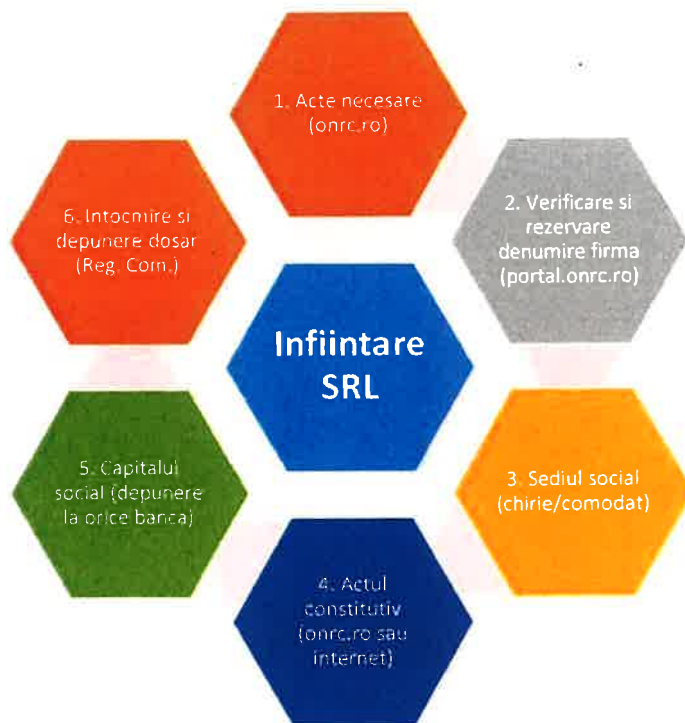 1. Acte necesare
(onrc.ro)
2. Verificare si
rezervare
denumire firma
(portal.onrc.ro)
3. Sediul social
(chirie/comodat)
4. Actul
constitutiv
(onrc.ro sau
internet)
5. Capitalul
social (depunere
la orice banca)
6. Intocmire si
depunere dosar
(Reg. Com.)
Infiintare
SRL